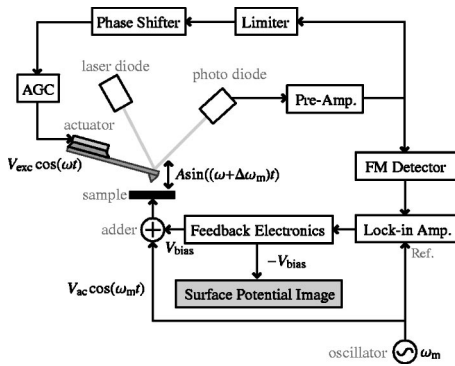 Phase Shifter
Limiter
laser diode
photo diode
AGC
Pre-Amp.
actuator
V_exc cos(ωt)
A sin((ω+Δω_m)t)
FM Detector
sample
adder
V_bias
Feedback Electronics
Lock-in Amp.
Ref.
−V_bias
V_ac cos(ω_m t)
Surface Potential Image
oscillator
ω_m